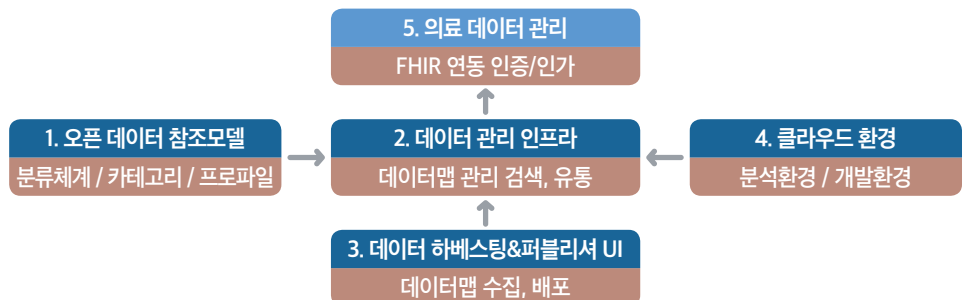 5. 의료 데이터 관리
FHIR 연동 인증/인가
1. 오픈 데이터 참조모델
분류체계 / 카테고리 / 프로파일
2. 데이터 관리 인프라
데이터맵 관리 검색, 유통
4. 클라우드 환경
분석환경 / 개발환경
3. 데이터 하베스팅&퍼블리셔 UI
데이터맵 수집, 배포